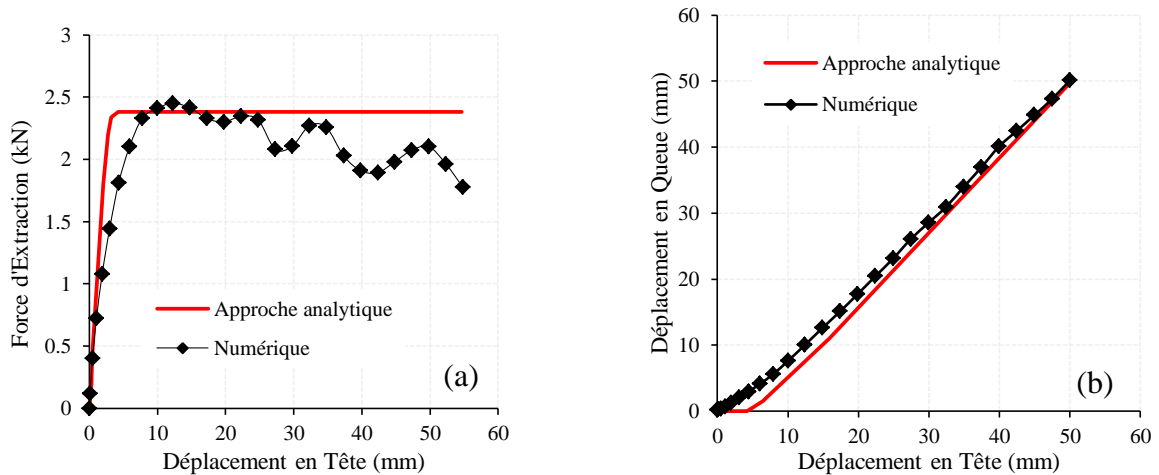 3
2.5
2
1.5
1
0.5
0
0 10 20 30 40 50 60
Force d'Extraction (kN)
Déplacement en Tête (mm)
Approche analytique
Numérique
(a)
60
50
40
30
20
10
0
0 10 20 30 40 50 60
Déplacement en Queue (mm)
Déplacement en Tête (mm)
Approche analytique
Numérique
(b)